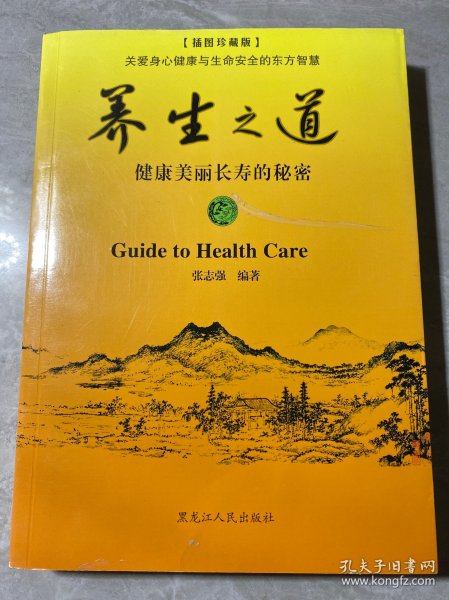 【插图珍藏版】
关爱身心健康与生命安全的东方智慧
养生之道
健康美丽长寿的秘密
Guide to Health Care
张志强 编著
黑龙江人民出版社
孔夫子旧书网
www.kongfz.com